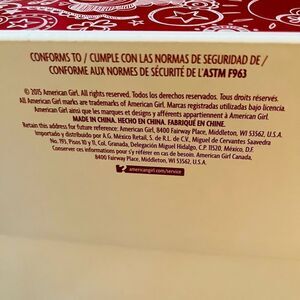 CONFORMS TO / CUMPLE CON LAS NORMAS DE SEGURIDAD DE /
CONFORME AUX NORMES DE SÉCURITÉ DE L'ASTM F963
© 2015 American Girl. All rights reserved. Todos los derechos reservados. Tous droits réservés.
All American Girl marks are trademarks of American Girl. Marcas registradas utilizadas bajo licencia.
American Girl ainsi que les marques et designs y afférents appartiennent à American Girl.
MADE IN CHINA. HECHO EN CHINA. FABRIQUÉ EN CHINE.
Retain this address for future reference: American Girl, 8400 Fairway Place, Middleton, WI 53562, U.S.A.
Importado y distribuido por A.G. México Retail, S. de R.L. de C.V., Miguel de Cervantes Saavedra
No. 193, Pisos 10 y 11, Col. Granada, Delegación Miguel Hidalgo, C.P. 11520, México, D.F.
Conserver ces informations pour s'y référer en cas de besoin. American Girl Canada,
8400 Fairway Place, Middleton, WI 53562, U.S.A.
americangirl.com/service